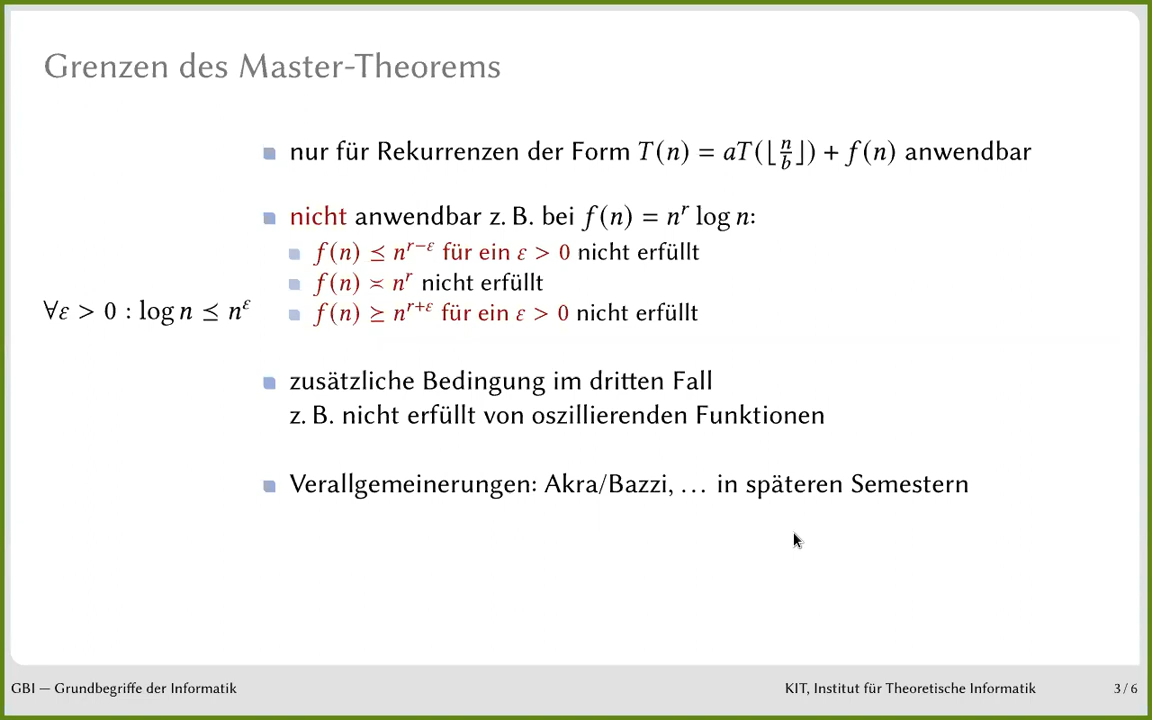 Grenzen des Master-Theorems
nur für Rekurrenzen der Form T(n) = aT(⌊n/b⌋) + f(n) anwendbar
nicht anwendbar z. B. bei f(n) = n^r log n:
f(n) ⪯ n^{r−ε} für ein ε > 0 nicht erfüllt
f(n) ≍ n^r nicht erfüllt
∀ε > 0 : log n ⪯ n^ε
f(n) ⪰ n^{r+ε} für ein ε > 0 nicht erfüllt
zusätzliche Bedingung im dritten Fall
z. B. nicht erfüllt von oszillierenden Funktionen
Verallgemeinerungen: Akra/Bazzi, … in späteren Semestern
GBI — Grundbegriffe der Informatik
KIT, Institut für Theoretische Informatik
3 / 6